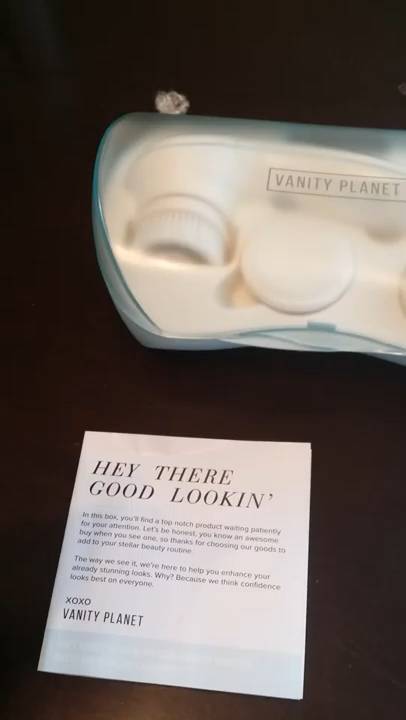 VANITY PLANET
HEY THERE
GOOD LOOKIN'
In this box, you'll find a top notch product waiting patiently
for your attention. Let's be honest, you know an awesome
buy when you see one, so thanks for choosing our goods to
add to your stellar beauty routine.
The way we see it, we're here to help you enhance your
already stunning looks. Why? Because we think confidence
looks best on everyone.
XOXO
VANITY PLANET